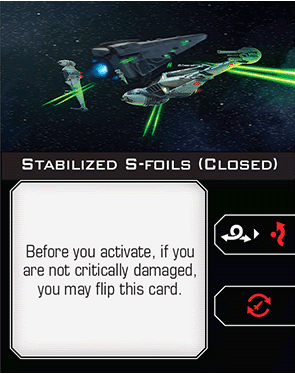 STABILIZED S-FOILS (CLOSED)
Before you activate, if you
are not critically damaged,
you may flip this card.